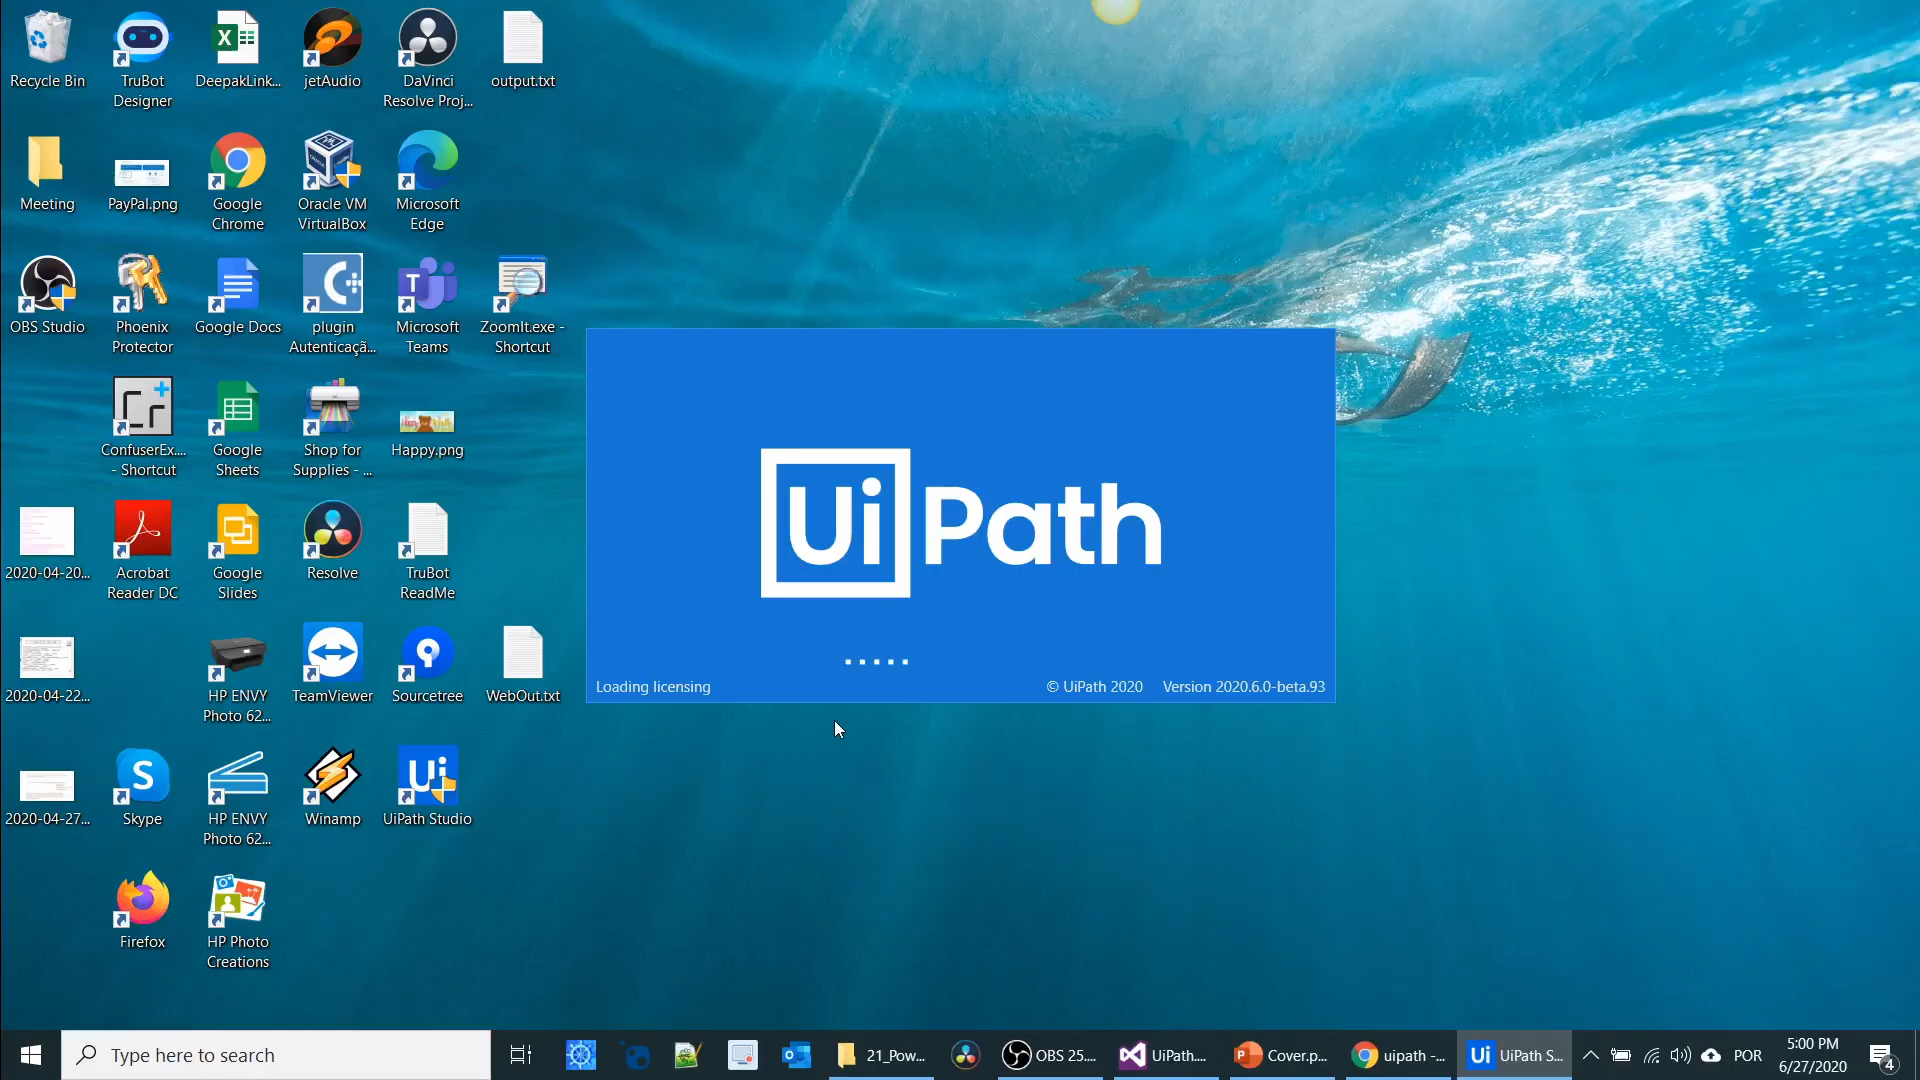 Recycle Bin
TruBot
Designer
DeepakLink...
jetAudio
DaVinci
Resolve Proj...
output.txt
Meeting
PayPal.png
Google
Chrome
Oracle VM
VirtualBox
Microsoft
Edge
OBS Studio
Phoenix
Protector
Google Docs
plugin
Autenticaçã...
Microsoft
Teams
ZoomIt.exe -
Shortcut
ConfuserEx....
- Shortcut
Google
Sheets
Shop for
Supplies - ...
Happy.png
2020-04-20...
Acrobat
Reader DC
Google
Slides
Resolve
TruBot
ReadMe
2020-04-22...
HP ENVY
Photo 62...
TeamViewer
Sourcetree
WebOut.txt
2020-04-27...
Skype
HP ENVY
Photo 62...
Winamp
Ui
UiPath Studio
Firefox
HP Photo
Creations
UiPath
Loading licensing
© UiPath 2020
Version 2020.6.0-beta.93
Type here to search
21_Pow...
OBS 25....
UiPath....
Cover.p...
uipath -...
Ui
UiPath S...
POR
5:00 PM
6/27/2020
4